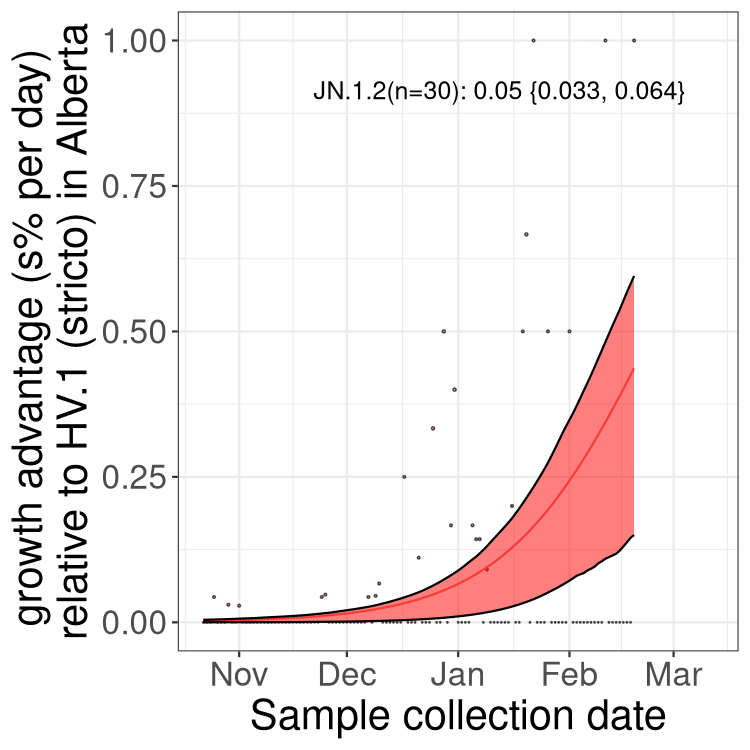 growth advantage (s% per day)
relative to HV.1 (stricto) in Alberta
1.00
0.75
0.50
0.25
0.00
JN.1.2(n=30): 0.05 {0.033, 0.064}
Nov Dec Jan Feb Mar
Sample collection date